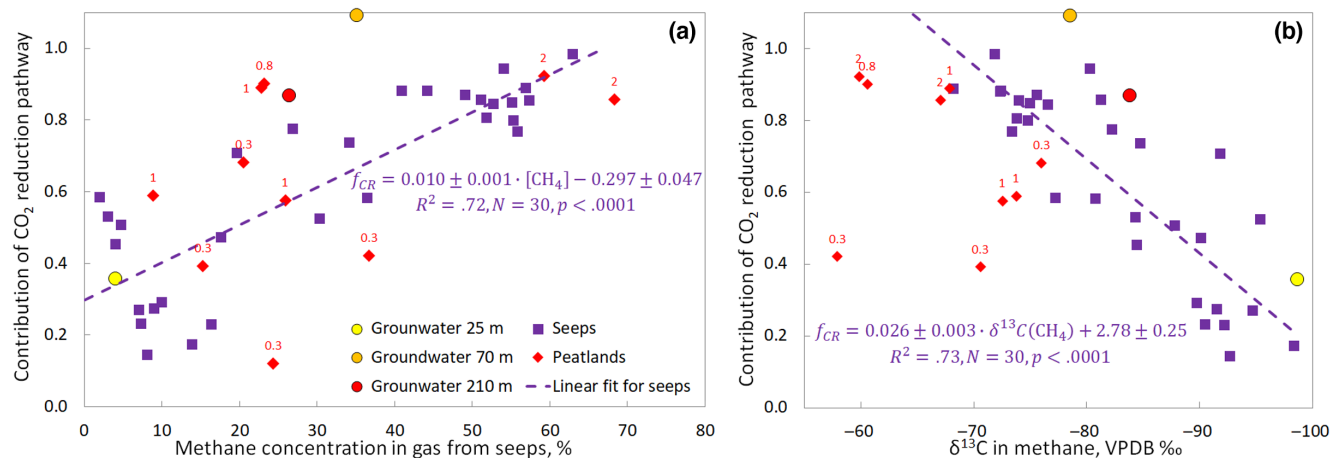 (a)
Contribution of CO₂ reduction pathway
1.0
0.8
0.6
0.4
0.2
0.0
0.8
1
2
2
0.3
1
1
0.3
0.3
0.3
f_CR = 0.010 ± 0.001 · [CH₄] − 0.297 ± 0.047
R² = .72, N = 30, p < .0001
Grounwater 25 m
Seeps
Groundwater 70 m
Peatlands
Grounwater 210 m
Linear fit for seeps
0 10 20 30 40 50 60 70 80
Methane concentration in gas from seeps, %
(b)
Contribution of CO₂ reduction pathway
1.0
0.8
0.6
0.4
0.2
0.0
2
0.8
1
2
0.3
1
1
0.3
0.3
f_CR = 0.026 ± 0.003 · δ¹³C(CH₄) + 2.78 ± 0.25
R² = .73, N = 30, p < .0001
−60 −70 −80 −90 −100
δ¹³C in methane, VPDB ‰